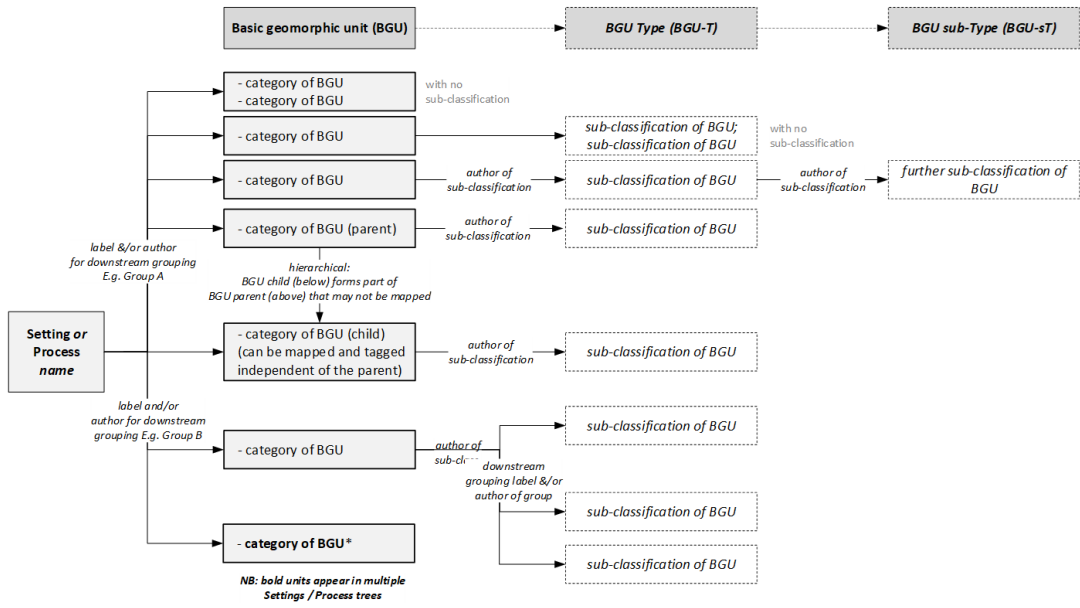 Basic geomorphic unit (BGU)
BGU Type (BGU-T)
BGU sub-Type (BGU-sT)
- category of BGU
- category of BGU
with no
sub-classification
- category of BGU
sub-classification of BGU;
sub-classification of BGU
with no
sub-classification
- category of BGU
author of
sub-classification
sub-classification of BGU
author of
sub-classification
further sub-classification of
BGU
- category of BGU (parent)
author of
sub-classification
sub-classification of BGU
label &/or author
for downstream grouping
E.g. Group A
hierarchical:
BGU child (below) forms part of
BGU parent (above) that may not be mapped
Setting or
Process
name
- category of BGU (child)
(can be mapped and tagged
independent of the parent)
author of
sub-classification
sub-classification of BGU
label and/or
author for downstream
grouping E.g. Group B
- category of BGU
author of
sub-clas
downstream
grouping label &/or
author of group
sub-classification of BGU
sub-classification of BGU
sub-classification of BGU
- category of BGU*
NB: bold units appear in multiple
Settings / Process trees